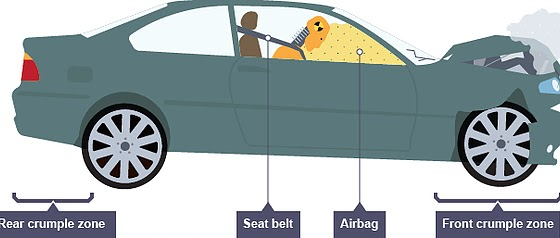 Rear crumple zone
Seat belt
Airbag
Front crumple zone